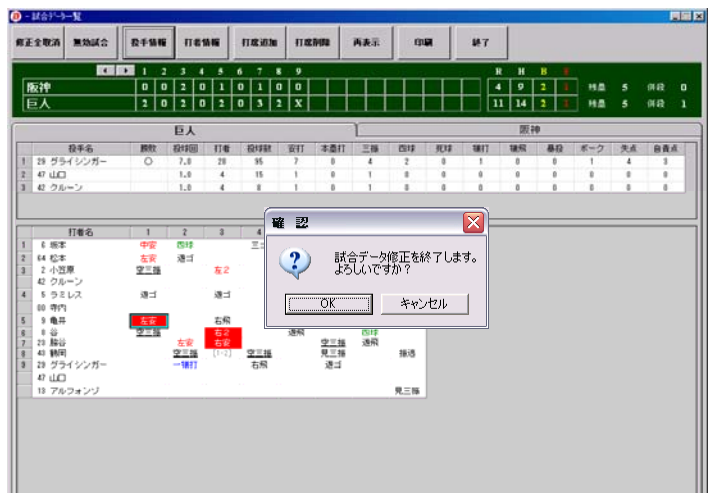 - 試合データ一覧
修正全取消 無効試合 投手情報 打者情報 打席追加 打席削除 再表示 印刷 終了
1 2 3 4 5 6 7 8 9 R H B E
阪神 0 0 2 0 1 0 1 0 0 4 9 2 残塁 5 併殺 0
巨人 2 0 2 0 2 0 3 2 X 11 14 2 残塁 5 併殺 1
巨人 阪神
投手名 勝敗 投球回 打者 投球数 安打 本塁打 三振 四球 死球 犠打 犠飛 暴投 ボーク 失点 自責点
1 29 グライシンガー ○ 7.0 28 95 7 0 4 2 0 1 0 0 1 4 3
2 47 山口 1.0 4 15 1 0 1 0 0 0 0 0 0 0 0
3 42 クルーン 1.0 4 8 1 0 1 0 0 0 0 0 0 0 0
打者名 1 2 3 4
1 6 坂本 中安 四球
2 64 松本 左安 遊ゴ
3 2 小笠原 空三振 左2
42 クルーン
4 5 ラミレス 遊ゴ 遊ゴ
00 寺内
5 9 亀井 左安 右飛
6 8 谷 空三振 右2 遊飛 四球
7 23 脇谷 左安 右安 空三振 遊飛
8 40 鶴岡 空三振 [1-2] 空三振 見三振 振逃
9 29 グライシンガー 一犠打 右飛 遊ゴ
47 山口
10 アルフォンゾ 見三振
確 認
試合データ修正を終了します。
よろしいですか？
OK キャンセル